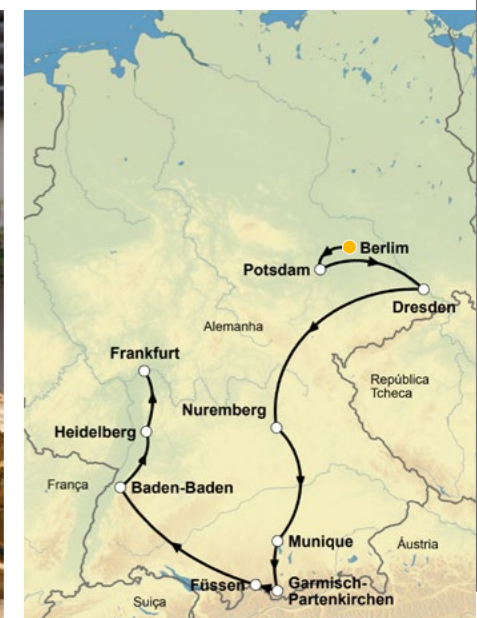 Berlim
Potsdam
Dresden
Alemanha
Frankfurt
República
Tcheca
Nuremberg
Heidelberg
França
Baden-Baden
Munique
Áustria
Füssen
Garmisch-
Partenkirchen
Suiça